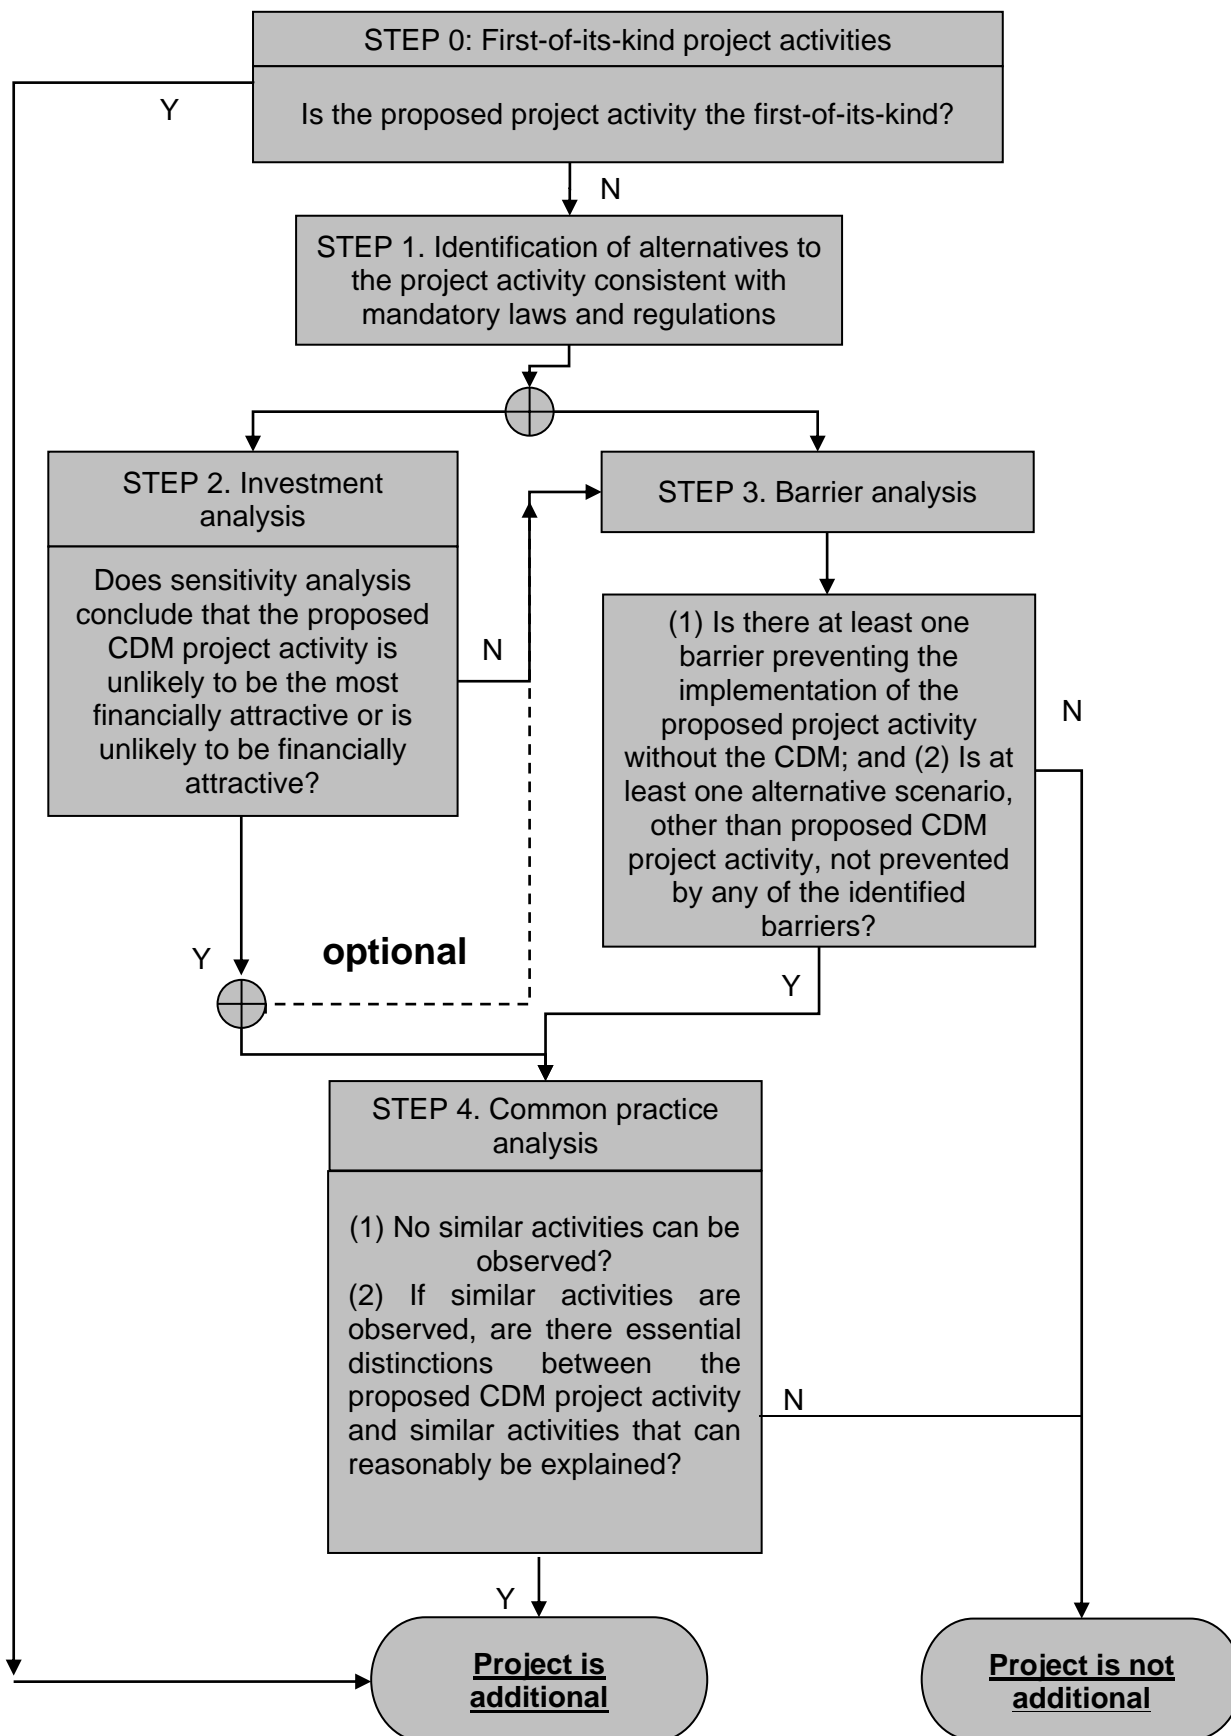 STEP 0: First-of-its-kind project activities
Y
Is the proposed project activity the first-of-its-kind?
N
STEP 1. Identification of alternatives to
the project activity consistent with
mandatory laws and regulations
STEP 2. Investment
analysis
Does sensitivity analysis
conclude that the proposed
CDM project activity is
unlikely to be the most
financially attractive or is
unlikely to be financially
attractive?
N
STEP 3. Barrier analysis
(1) Is there at least one
barrier preventing the
implementation of the
proposed project activity
without the CDM; and (2) Is at
least one alternative scenario,
other than proposed CDM
project activity, not prevented
by any of the identified
barriers?
N
Y
optional
Y
STEP 4. Common practice
analysis
(1) No similar activities can be
observed?
(2) If similar activities are
observed, are there essential
distinctions between the
proposed CDM project activity
and similar activities that can
reasonably be explained?
N
Y
Project is
additional
Project is not
additional